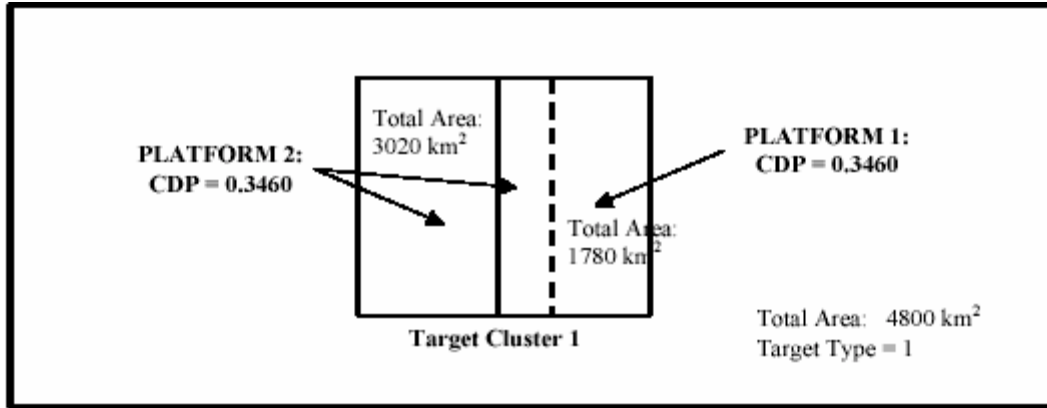 Total Area:
3020 km²
PLATFORM 2:
CDP = 0.3460
PLATFORM 1:
CDP = 0.3460
Total Area:
1780 km²
Target Cluster 1
Total Area: 4800 km²
Target Type = 1